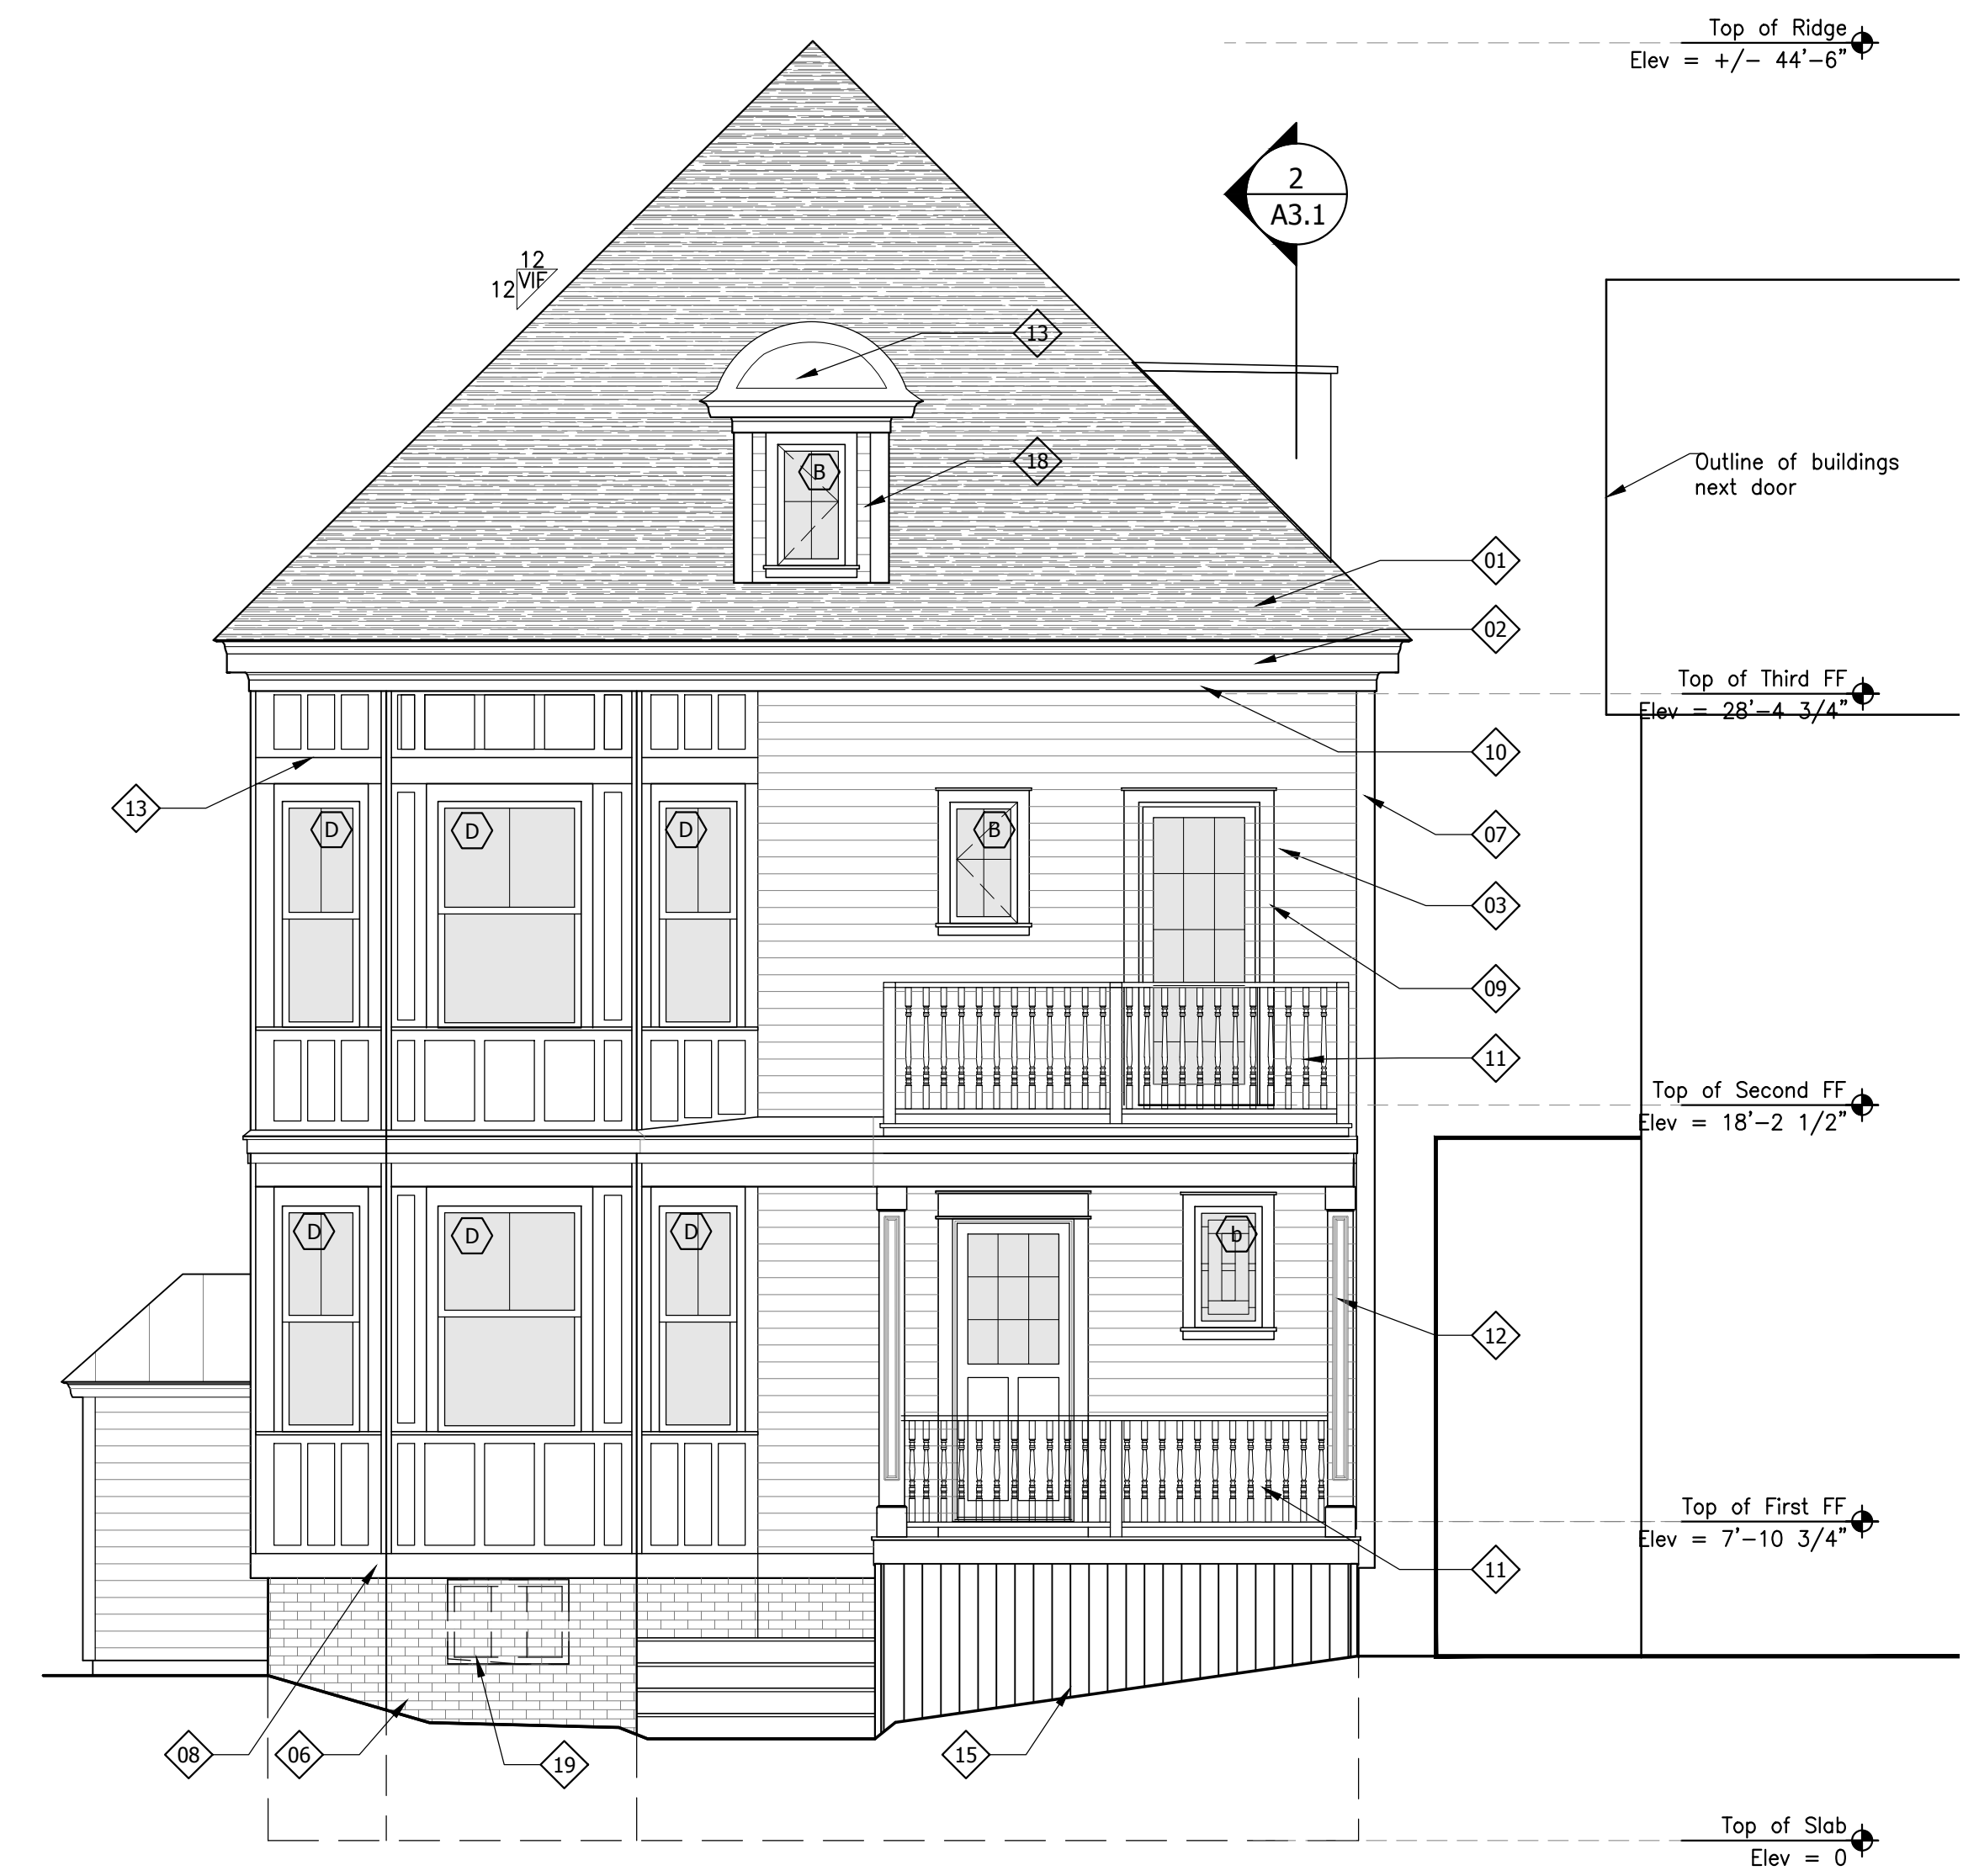 Top of Ridge
Elev = +/- 44'-6"
2
A3.1
12
12 VIF
13
B
18
Outline of buildings
next door
01
02
Top of Third FF
Elev = 28'-4 3/4"
10
13
D
D
D
B
07
03
09
11
Top of Second FF
Elev = 18'-2 1/2"
D
D
D
b
12
Top of First FF
Elev = 7'-10 3/4"
11
08
06
19
15
Top of Slab
Elev = 0